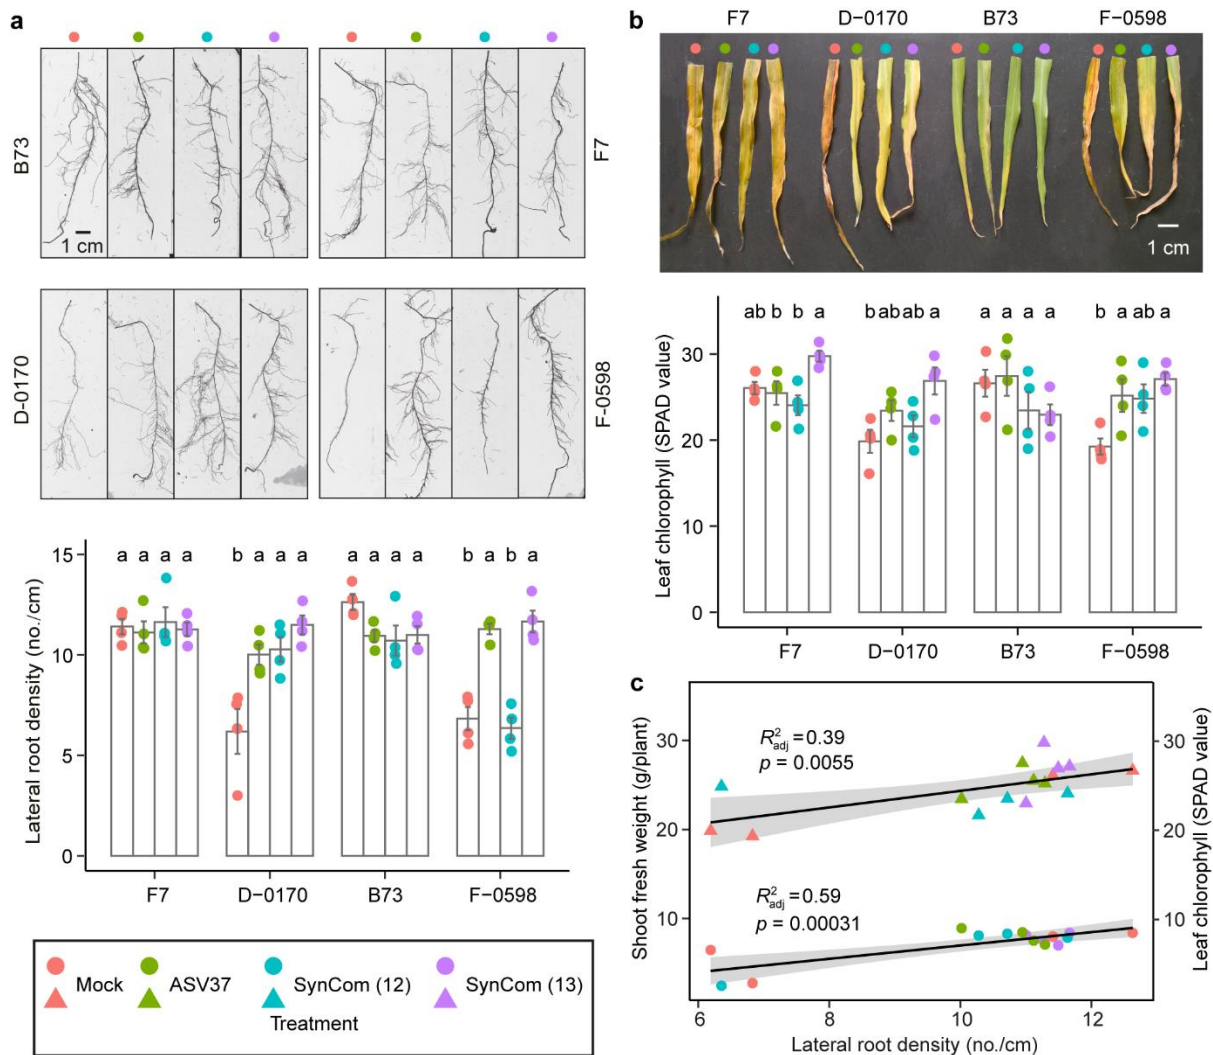 a
B73
F7
1 cm
D-0170
F-0598
Lateral root density (no./cm)
15
10
5
0
a a a a
b a a a
a a a a
b a b a
F7 D-0170 B73 F-0598
Mock ASV37 SynCom (12) SynCom (13)
Treatment
b
F7 D-0170 B73 F-0598
1 cm
Leaf chlorophyll (SPAD value)
30
20
10
0
ab b b a
b ab ab a
a a a a
b a ab a
F7 D-0170 B73 F-0598
c
Shoot fresh weight (g/plant)
30
20
10
R²adj = 0.39
p = 0.0055
R²adj = 0.59
p = 0.00031
30
20
10
Leaf chlorophyll (SPAD value)
6 8 10 12
Lateral root density (no./cm)